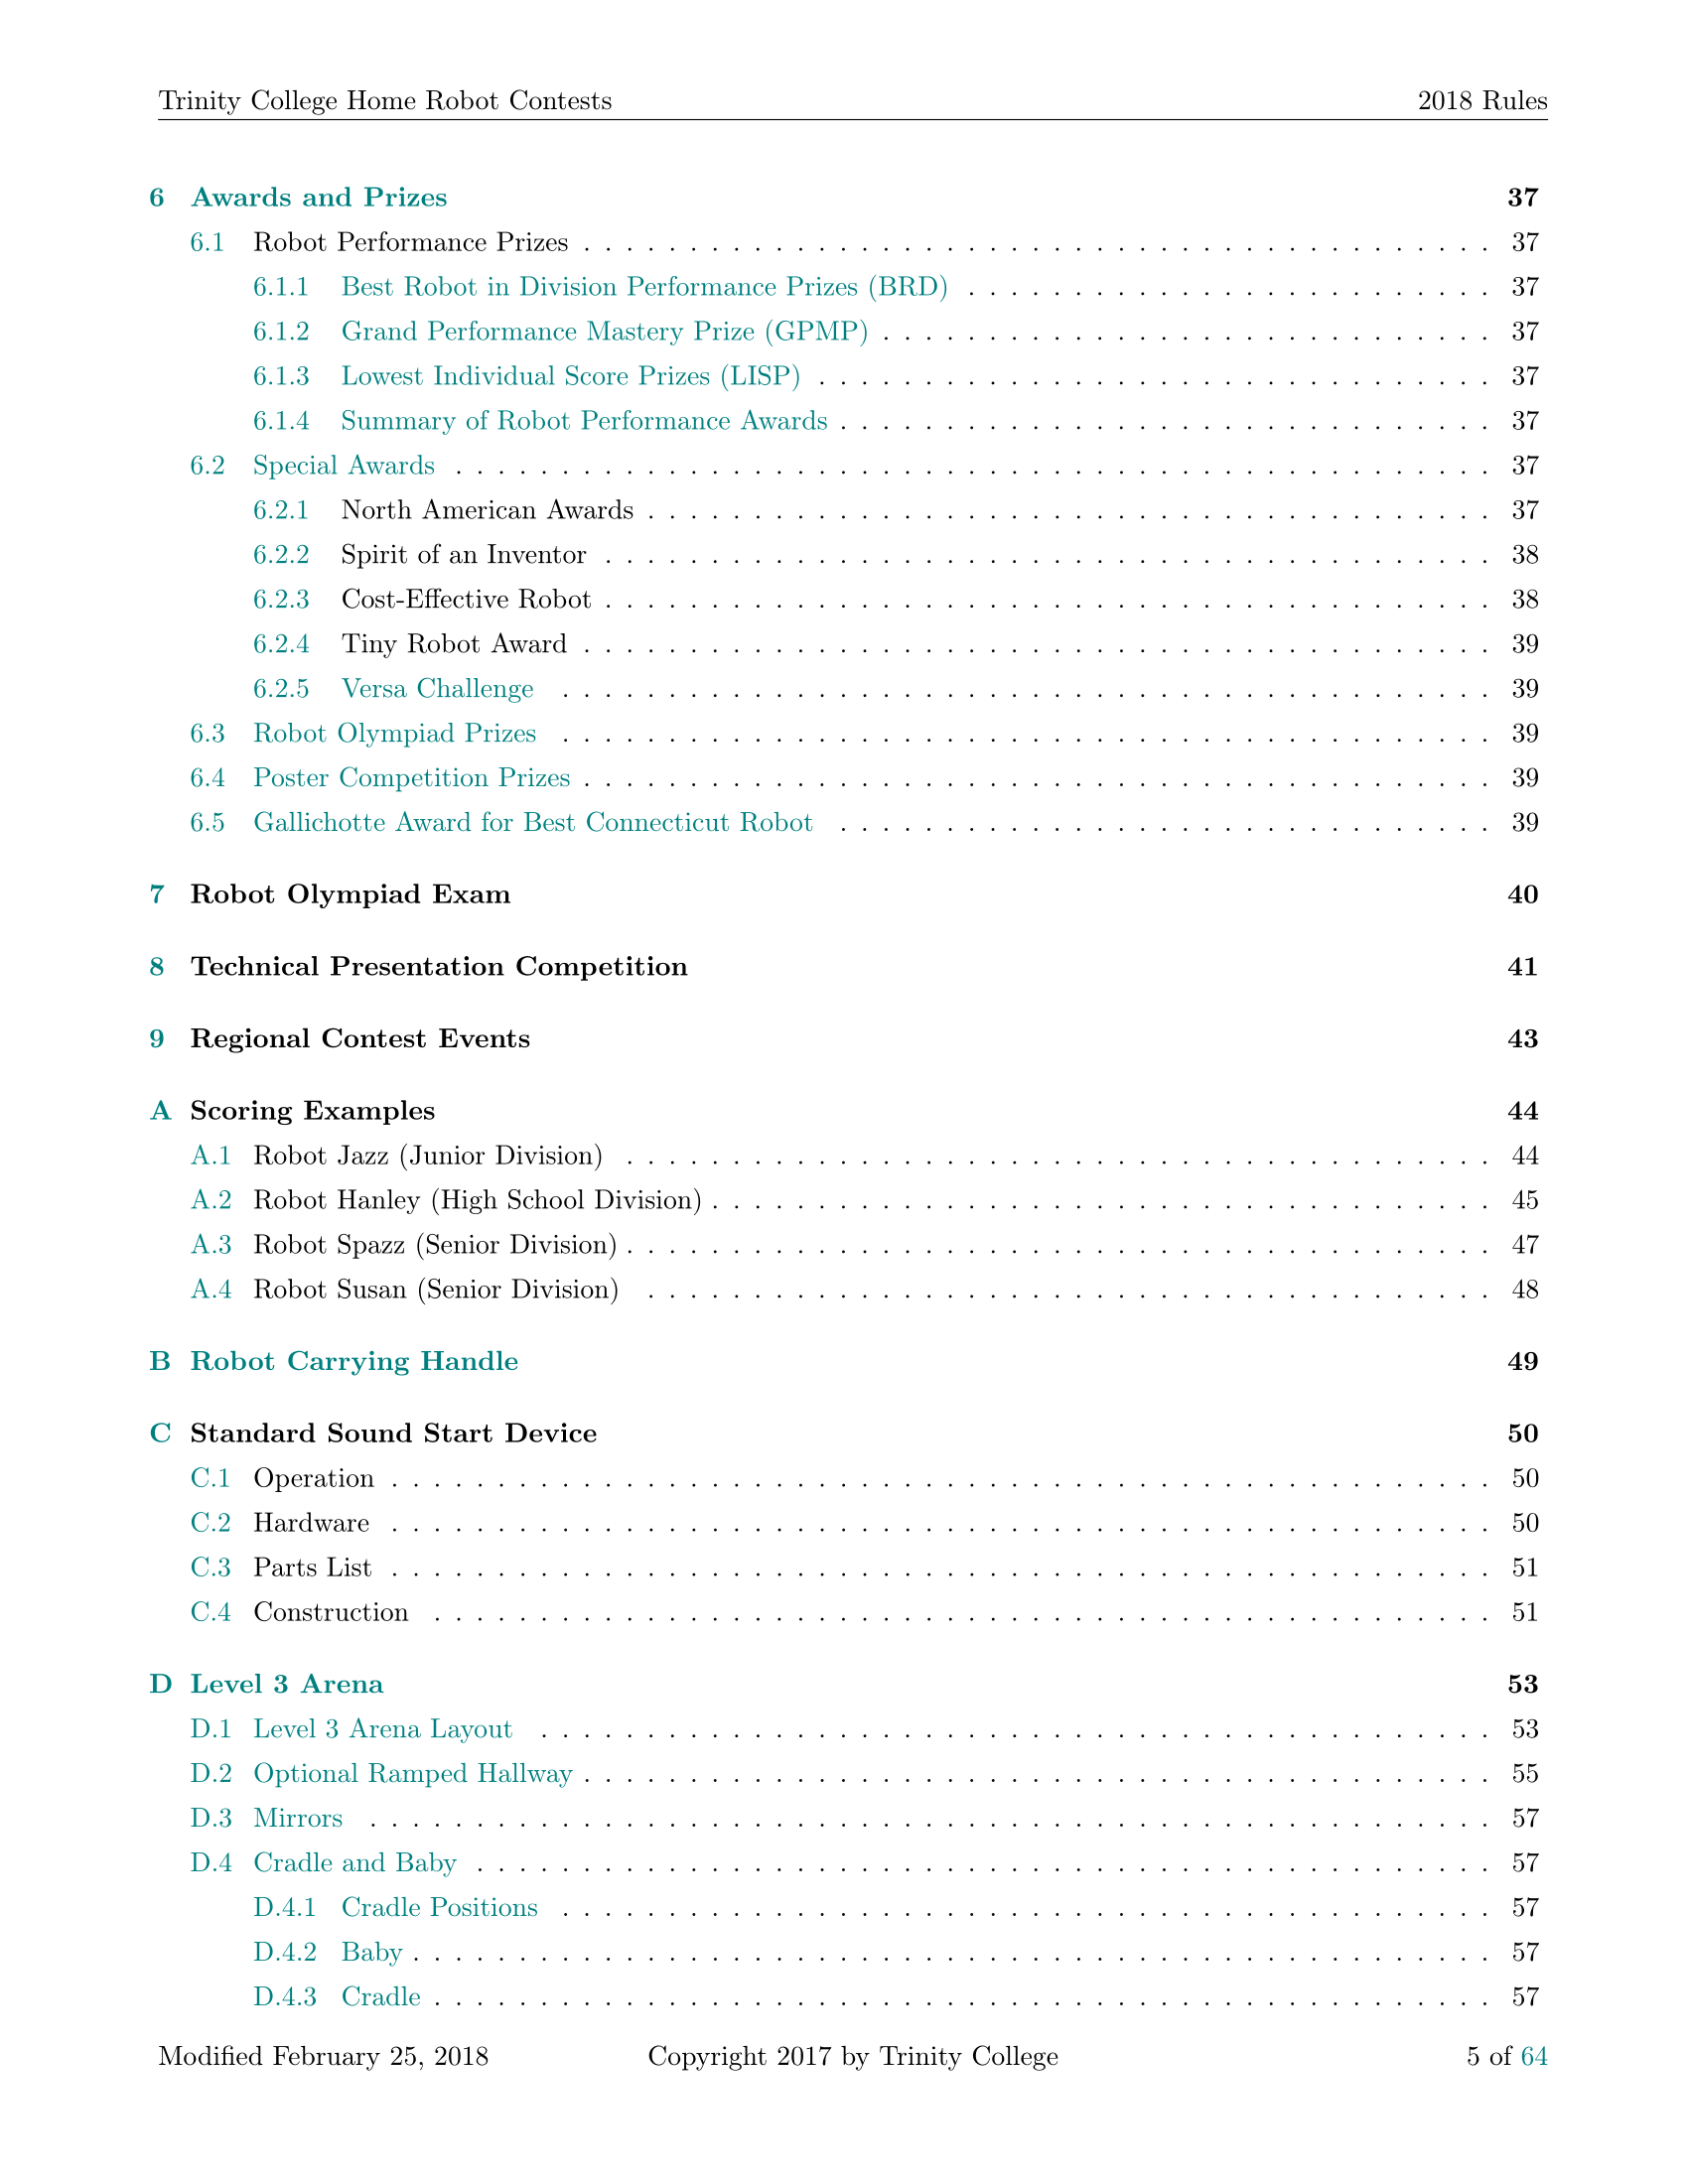 Trinity College Home Robot Contests 2018 Rules
6 Awards and Prizes 37
6.1 Robot Performance Prizes . . . . . . . . . . . . . . . . . . . . . . . . . . . . . . . . . . . . . . . . . . . 37
6.1.1 Best Robot in Division Performance Prizes (BRD) . . . . . . . . . . . . . . . . . . . . . . . . . 37
6.1.2 Grand Performance Mastery Prize (GPMP) . . . . . . . . . . . . . . . . . . . . . . . . . . . . . 37
6.1.3 Lowest Individual Score Prizes (LISP) . . . . . . . . . . . . . . . . . . . . . . . . . . . . . . . . 37
6.1.4 Summary of Robot Performance Awards . . . . . . . . . . . . . . . . . . . . . . . . . . . . . . . 37
6.2 Special Awards . . . . . . . . . . . . . . . . . . . . . . . . . . . . . . . . . . . . . . . . . . . . . . . . . 37
6.2.1 North American Awards . . . . . . . . . . . . . . . . . . . . . . . . . . . . . . . . . . . . . . . . 37
6.2.2 Spirit of an Inventor . . . . . . . . . . . . . . . . . . . . . . . . . . . . . . . . . . . . . . . . . . 38
6.2.3 Cost-Effective Robot . . . . . . . . . . . . . . . . . . . . . . . . . . . . . . . . . . . . . . . . . . 38
6.2.4 Tiny Robot Award . . . . . . . . . . . . . . . . . . . . . . . . . . . . . . . . . . . . . . . . . . . 39
6.2.5 Versa Challenge . . . . . . . . . . . . . . . . . . . . . . . . . . . . . . . . . . . . . . . . . . . . 39
6.3 Robot Olympiad Prizes . . . . . . . . . . . . . . . . . . . . . . . . . . . . . . . . . . . . . . . . . . . . 39
6.4 Poster Competition Prizes . . . . . . . . . . . . . . . . . . . . . . . . . . . . . . . . . . . . . . . . . . . 39
6.5 Gallichotte Award for Best Connecticut Robot . . . . . . . . . . . . . . . . . . . . . . . . . . . . . . . 39
7 Robot Olympiad Exam 40
8 Technical Presentation Competition 41
9 Regional Contest Events 43
A Scoring Examples 44
A.1 Robot Jazz (Junior Division) . . . . . . . . . . . . . . . . . . . . . . . . . . . . . . . . . . . . . . . . . 44
A.2 Robot Hanley (High School Division) . . . . . . . . . . . . . . . . . . . . . . . . . . . . . . . . . . . . . 45
A.3 Robot Spazz (Senior Division) . . . . . . . . . . . . . . . . . . . . . . . . . . . . . . . . . . . . . . . . . 47
A.4 Robot Susan (Senior Division) . . . . . . . . . . . . . . . . . . . . . . . . . . . . . . . . . . . . . . . . 48
B Robot Carrying Handle 49
C Standard Sound Start Device 50
C.1 Operation . . . . . . . . . . . . . . . . . . . . . . . . . . . . . . . . . . . . . . . . . . . . . . . . . . . . 50
C.2 Hardware . . . . . . . . . . . . . . . . . . . . . . . . . . . . . . . . . . . . . . . . . . . . . . . . . . . . 50
C.3 Parts List . . . . . . . . . . . . . . . . . . . . . . . . . . . . . . . . . . . . . . . . . . . . . . . . . . . . 51
C.4 Construction . . . . . . . . . . . . . . . . . . . . . . . . . . . . . . . . . . . . . . . . . . . . . . . . . . 51
D Level 3 Arena 53
D.1 Level 3 Arena Layout . . . . . . . . . . . . . . . . . . . . . . . . . . . . . . . . . . . . . . . . . . . . . 53
D.2 Optional Ramped Hallway . . . . . . . . . . . . . . . . . . . . . . . . . . . . . . . . . . . . . . . . . . . 55
D.3 Mirrors . . . . . . . . . . . . . . . . . . . . . . . . . . . . . . . . . . . . . . . . . . . . . . . . . . . . . 57
D.4 Cradle and Baby . . . . . . . . . . . . . . . . . . . . . . . . . . . . . . . . . . . . . . . . . . . . . . . . 57
D.4.1 Cradle Positions . . . . . . . . . . . . . . . . . . . . . . . . . . . . . . . . . . . . . . . . . . . . 57
D.4.2 Baby . . . . . . . . . . . . . . . . . . . . . . . . . . . . . . . . . . . . . . . . . . . . . . . . . . . 57
D.4.3 Cradle . . . . . . . . . . . . . . . . . . . . . . . . . . . . . . . . . . . . . . . . . . . . . . . . . . 57
Modified February 25, 2018 Copyright 2017 by Trinity College 5 of 64